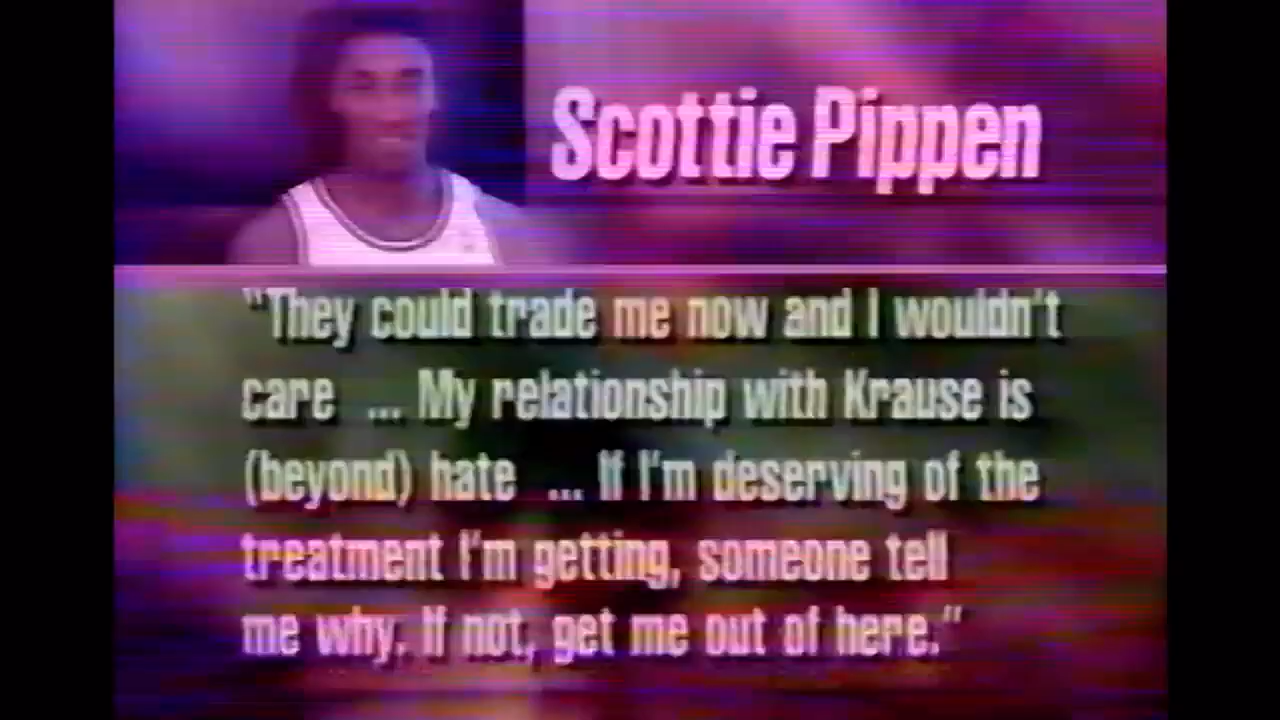 Scottie Pippen
"They could trade me now and I wouldn't
care ... My relationship with Krause is
(beyond) hate ... If I'm deserving of the
treatment I'm getting, someone tell
me why. If not, get me out of here."